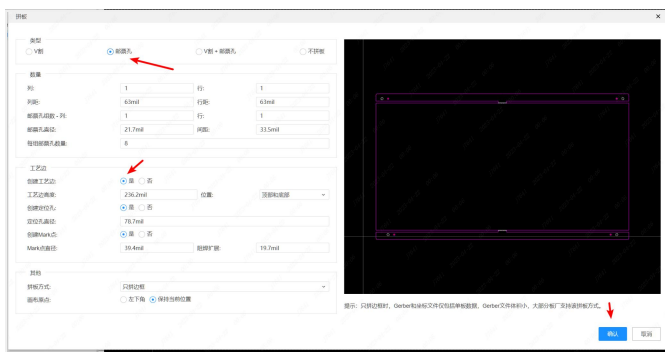 拼板
类型
V割 邮票孔 V割 + 邮票孔 不拼板
数量
列: 1 行: 1
列距: 63mil 行距: 63mil
邮票孔组数 - 列: 1 行: 1
邮票孔直径: 21.7mil 间距: 33.5mil
每组邮票孔数量: 8
工艺边
创建工艺边: 是 否
工艺边高度: 236.2mil 位置: 顶部和底部
创建定位孔: 是 否
定位孔直径: 78.7mil
创建Mark点: 是 否
Mark点直径: 39.4mil 阻焊扩展: 19.7mil
其他
拼板方式: 只拼边框
画布原点: 左下角 保持当前位置
提示: 只拼边框时, Gerber和坐标文件仅包括单板数据, Gerber文件体积小、大部分板厂支持该拼板方式。
确认 取消